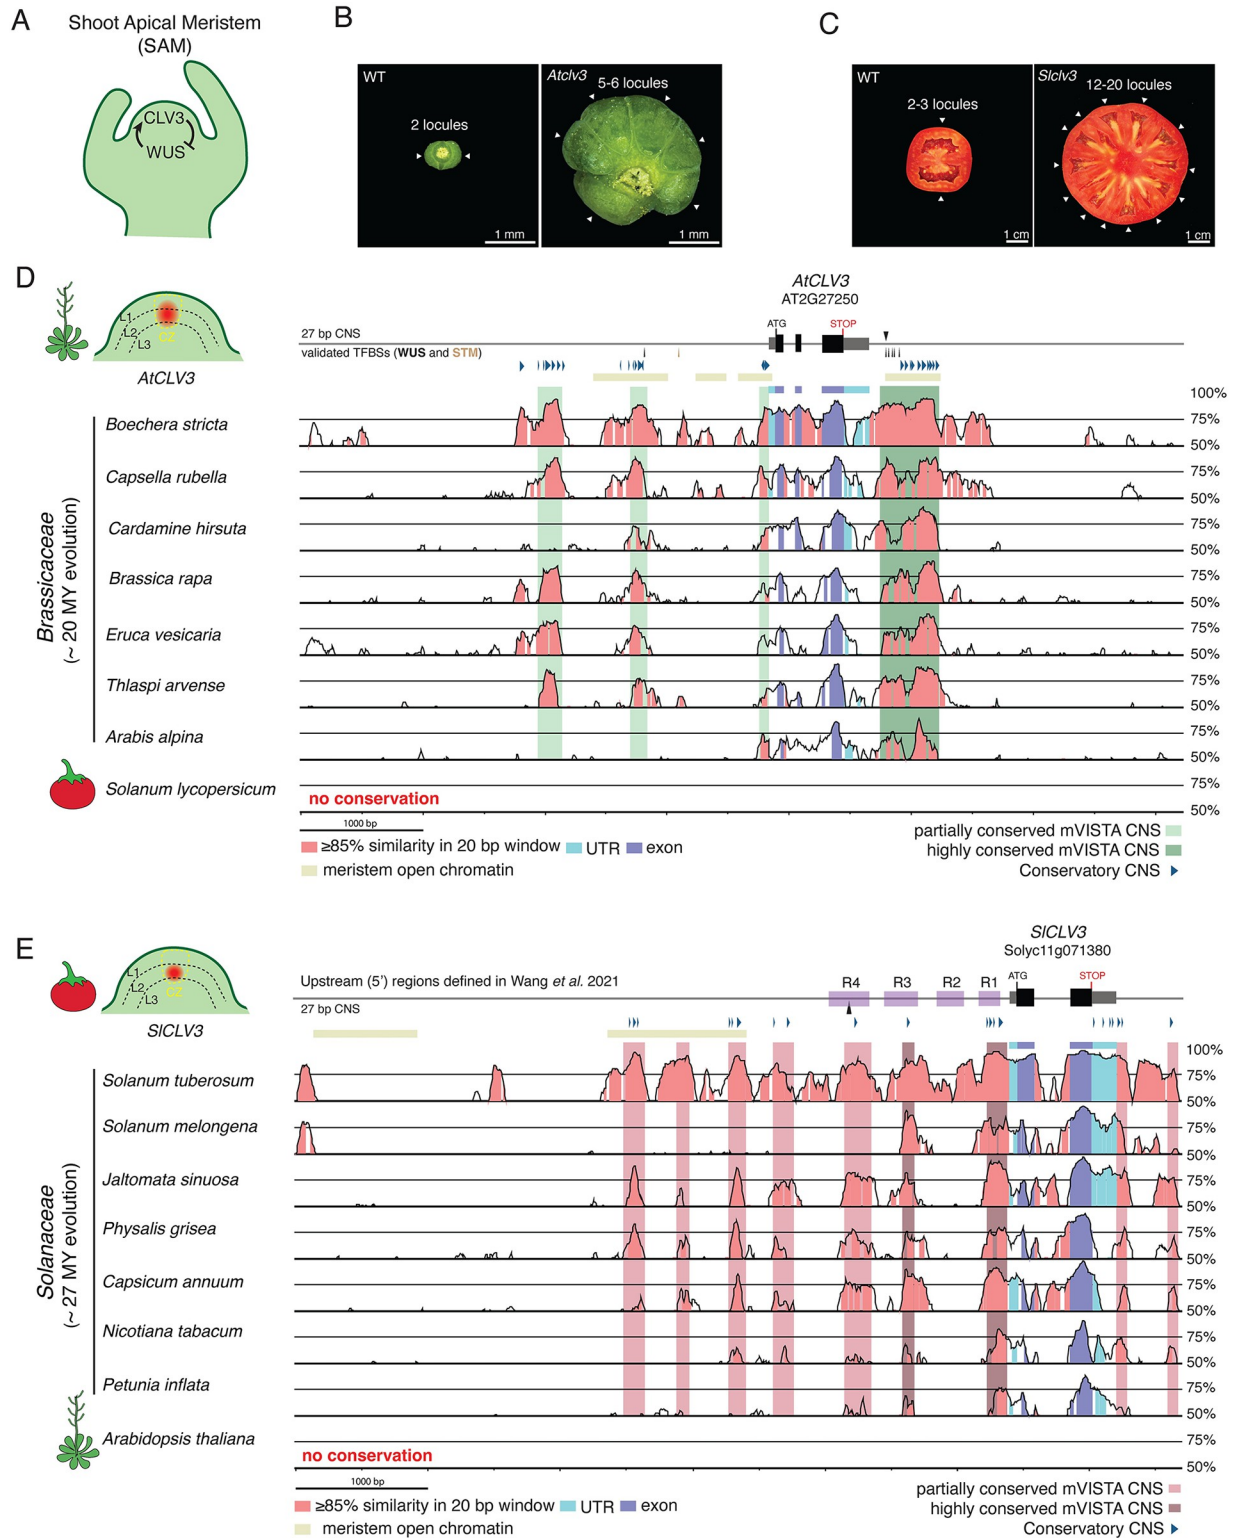 A
Shoot Apical Meristem
(SAM)
CLV3
WUS
B
WT
2 locules
1 mm
Atclv3
5-6 locules
1 mm
C
WT
2-3 locules
1 cm
Slclv3
12-20 locules
1 cm
D
L1
L2
L3
CZ
AtCLV3
AtCLV3
AT2G27250
27 bp CNS
ATG
STOP
validated TFBSs (WUS and STM)
100%
Brassicaceae
(~ 20 MY evolution)
Boechera stricta
75%
50%
Capsella rubella
75%
50%
Cardamine hirsuta
75%
50%
Brassica rapa
75%
50%
Eruca vesicaria
75%
50%
Thlaspi arvense
75%
50%
Arabis alpina
75%
50%
Solanum lycopersicum
75%
no conservation
50%
1000 bp
≥85% similarity in 20 bp window
UTR
exon
meristem open chromatin
partially conserved mVISTA CNS
highly conserved mVISTA CNS
Conservatory CNS
E
L1
L2
L3
CZ
SlCLV3
SlCLV3
Solyc11g071380
Upstream (5') regions defined in Wang et al. 2021
R4
R3
R2
R1
ATG
STOP
27 bp CNS
100%
Solanaceae
(~ 27 MY evolution)
Solanum tuberosum
75%
50%
Solanum melongena
75%
50%
Jaltomata sinuosa
75%
50%
Physalis grisea
75%
50%
Capsicum annuum
75%
50%
Nicotiana tabacum
75%
50%
Petunia inflata
75%
50%
Arabidopsis thaliana
75%
no conservation
50%
1000 bp
≥85% similarity in 20 bp window
UTR
exon
meristem open chromatin
partially conserved mVISTA CNS
highly conserved mVISTA CNS
Conservatory CNS